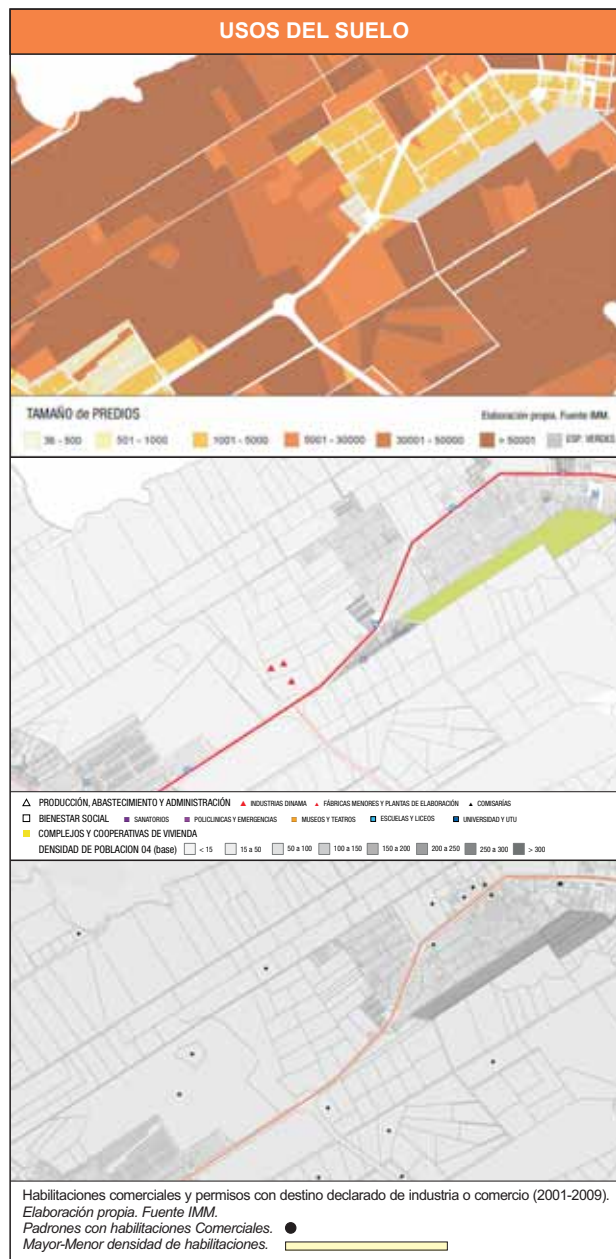 USOS DEL SUELO
TAMAÑO de PREDIOS
Elaboración propia. Fuente IMM.
36 - 500 501 - 1000 1001 - 5000 5001 - 30000 30001 - 50000 > 50001 ESP. VERDES
PRODUCCIÓN, ABASTECIMIENTO Y ADMINISTRACIÓN INDUSTRIAS DINAMA FÁBRICAS MENORES Y PLANTAS DE ELABORACIÓN COMISARÍAS
BIENESTAR SOCIAL SANATORIOS POLICLINICAS Y EMERGENCIAS MUSEOS Y TEATROS ESCUELAS Y LICEOS UNIVERSIDAD Y UTU
COMPLEJOS Y COOPERATIVAS DE VIVIENDA
DENSIDAD DE POBLACION 04 (base) < 15 15 a 50 50 a 100 100 a 150 150 a 200 200 a 250 250 a 300 > 300
Habilitaciones comerciales y permisos con destino declarado de industria o comercio (2001-2009).
Elaboración propia. Fuente IMM.
Padrones con habilitaciones Comerciales.
Mayor-Menor densidad de habilitaciones.